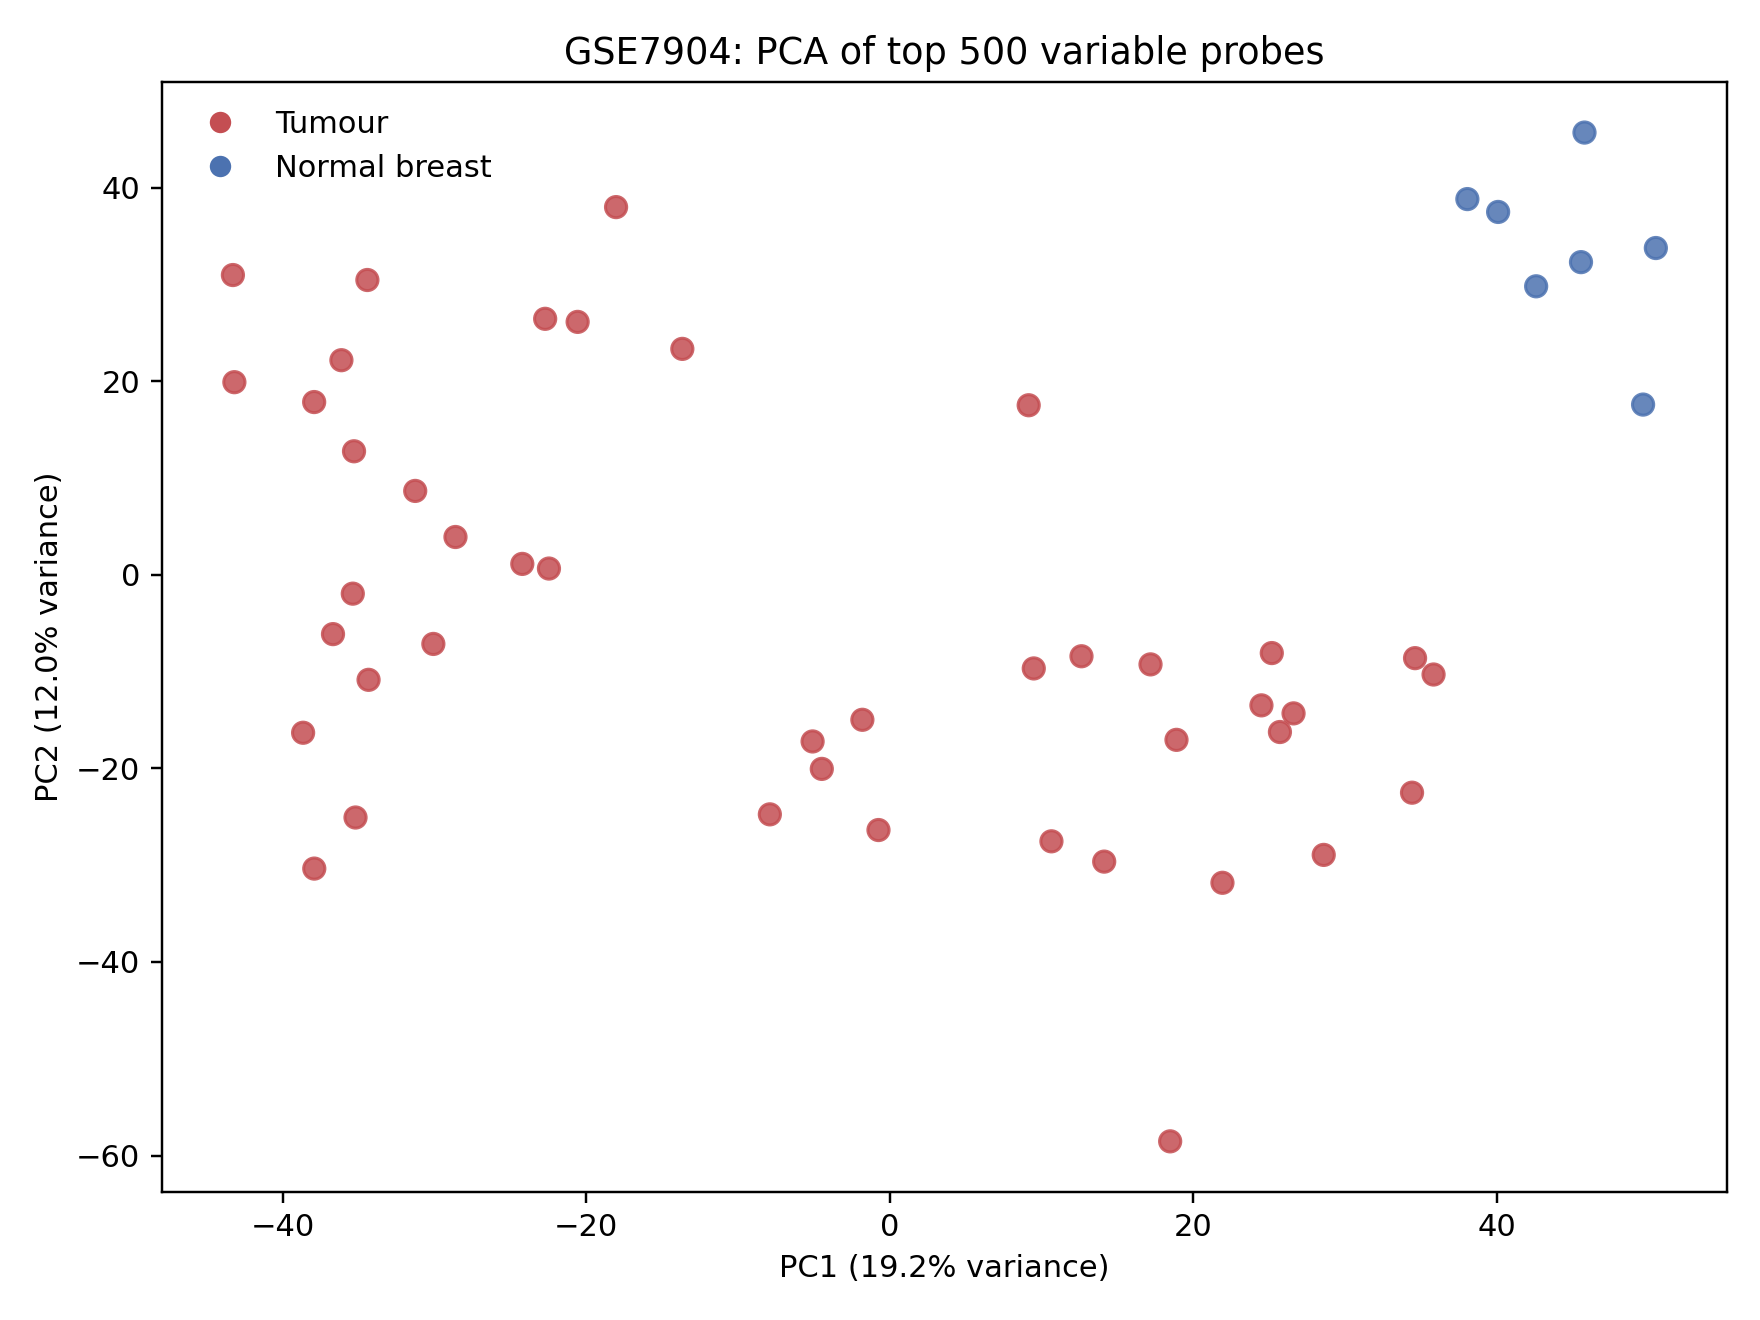 GSE7904: PCA of top 500 variable probes
Tumour
Normal breast
PC2 (12.0% variance)
40
20
0
−20
−40
−60
−40
−20
0
20
40
PC1 (19.2% variance)